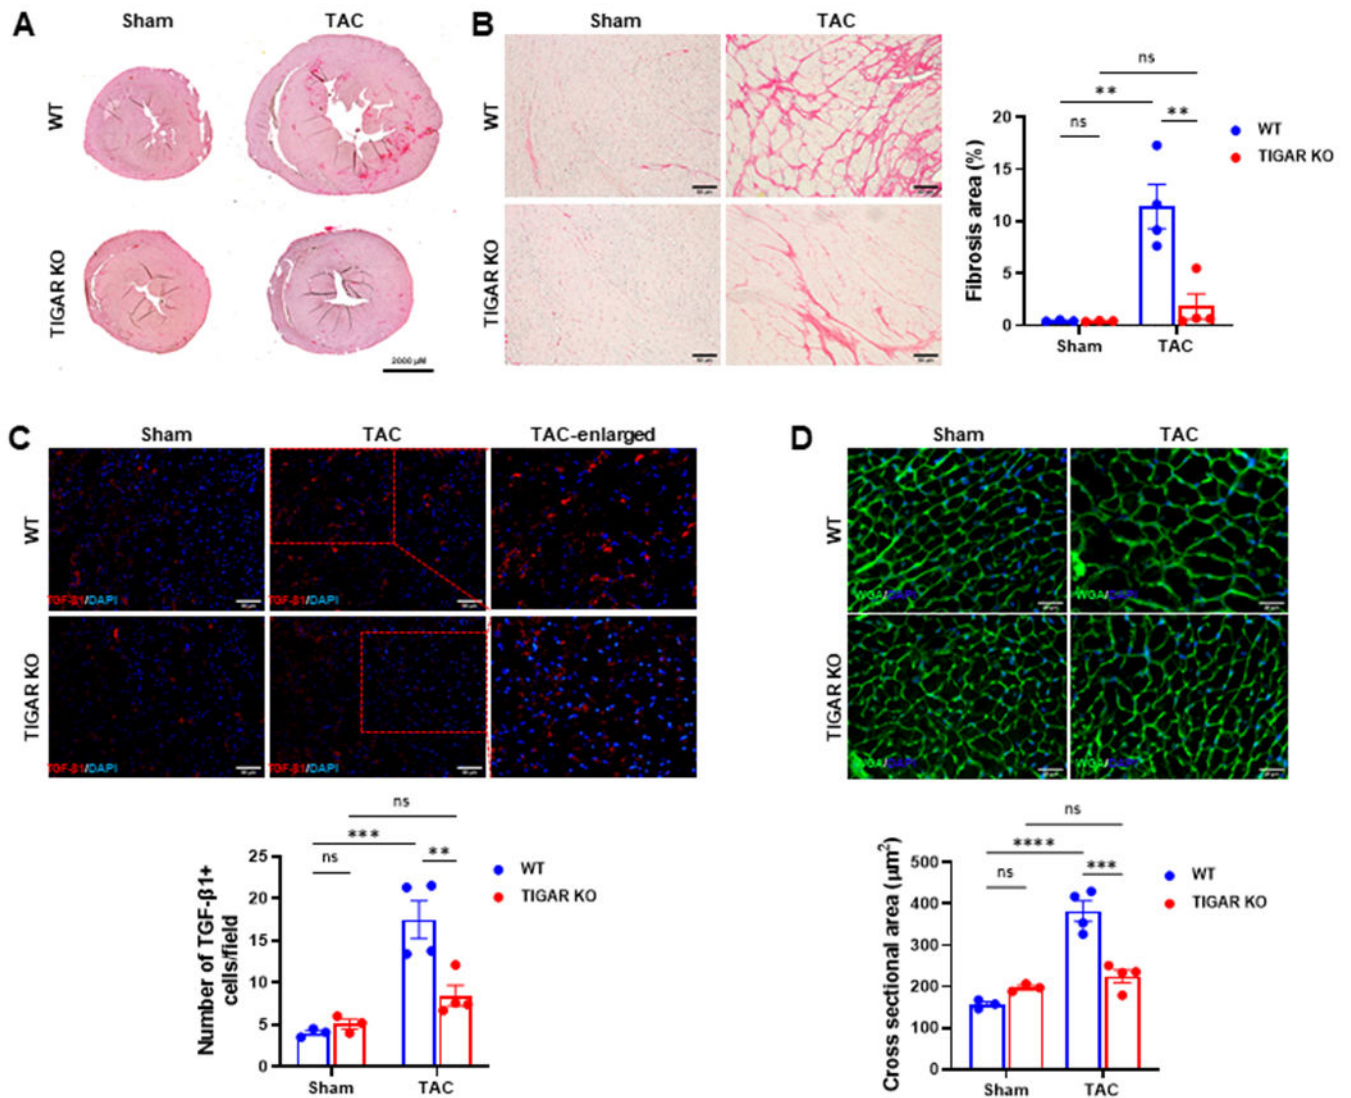 A
Sham
TAC
WT
TIGAR KO
2000 µM
B
Sham
TAC
WT
TIGAR KO
ns
**
**
ns
Fibrosis area (%)
20
15
10
5
0
Sham
TAC
WT
TIGAR KO
C
Sham
TAC
TAC-enlarged
WT
TGF-β1/DAPI
TGF-β1/DAPI
TIGAR KO
TGF-β1/DAPI
TGF-β1/DAPI
ns
***
ns
**
Number of TGF-β1+
cells/field
25
20
15
10
5
0
Sham
TAC
WT
TIGAR KO
D
Sham
TAC
WT
WGA/DAPI
WGA/DAPI
TIGAR KO
WGA/DAPI
WGA/DAPI
ns
****
ns
***
Cross sectional area (µm²)
500
400
300
200
100
0
Sham
TAC
WT
TIGAR KO